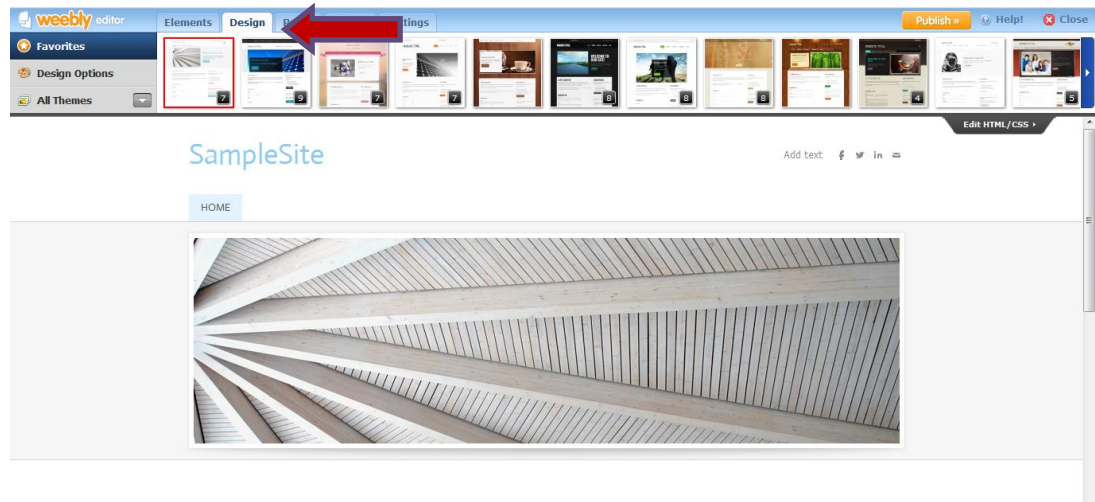 weebly editor
Elements Design
Publish » Help! Close
Favorites
Design Options
All Themes
7 9 7 7 8 8 8 4 5
Edit HTML/CSS
SampleSite
Add text f in
HOME